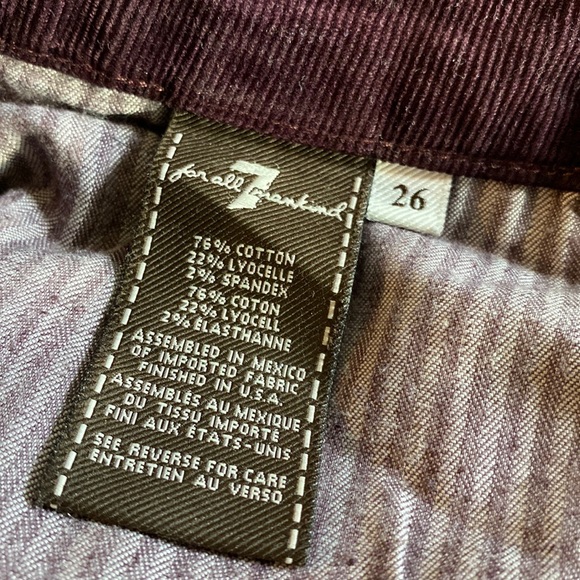 7
for all mankind
26
76% COTTON
22% LYOCELLE
2% SPANDEX
76% COTON
22% LYOCELL
2% ÉLASTHANNE
ASSEMBLED IN MEXICO
OF IMPORTED FABRIC
FINISHED IN U.S.A.
ASSEMBLÉS AU MEXIQUE
DU TISSU IMPORTÉ
FINI AUX ÉTATS-UNIS
SEE REVERSE FOR CARE
ENTRETIEN AU VERSO